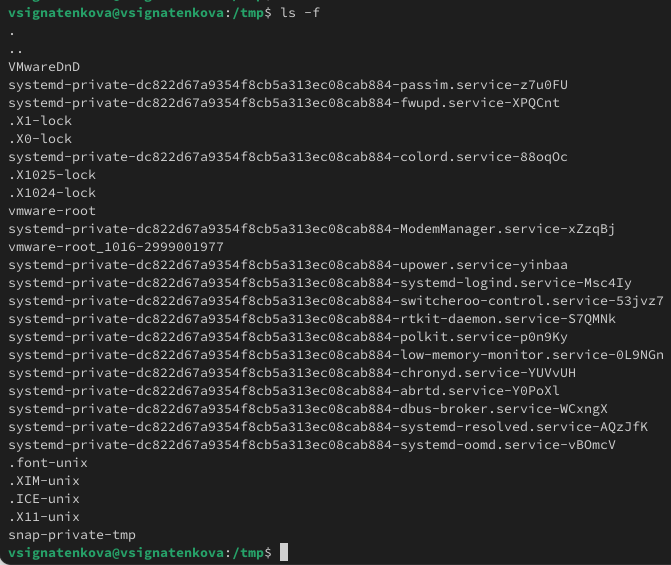 vsignatenkova@vsignatenkova:/tmp$ ls -f
.
..
VMwareDnD
systemd-private-dc822d67a9354f8cb5a313ec08cab884-passim.service-z7u0FU
systemd-private-dc822d67a9354f8cb5a313ec08cab884-fwupd.service-XPQCnt
.X1-lock
.X0-lock
systemd-private-dc822d67a9354f8cb5a313ec08cab884-colord.service-88oqOc
.X1025-lock
.X1024-lock
vmware-root
systemd-private-dc822d67a9354f8cb5a313ec08cab884-ModemManager.service-xZzqBj
vmware-root_1016-2999001977
systemd-private-dc822d67a9354f8cb5a313ec08cab884-upower.service-yinbaa
systemd-private-dc822d67a9354f8cb5a313ec08cab884-systemd-logind.service-Msc4Iy
systemd-private-dc822d67a9354f8cb5a313ec08cab884-switcheroo-control.service-53jvz7
systemd-private-dc822d67a9354f8cb5a313ec08cab884-rtkit-daemon.service-S7QMNk
systemd-private-dc822d67a9354f8cb5a313ec08cab884-polkit.service-p0n9Ky
systemd-private-dc822d67a9354f8cb5a313ec08cab884-low-memory-monitor.service-0L9NGn
systemd-private-dc822d67a9354f8cb5a313ec08cab884-chronyd.service-YUVvUH
systemd-private-dc822d67a9354f8cb5a313ec08cab884-abrtd.service-Y0PoXl
systemd-private-dc822d67a9354f8cb5a313ec08cab884-dbus-broker.service-WCxngX
systemd-private-dc822d67a9354f8cb5a313ec08cab884-systemd-resolved.service-AQzJfK
systemd-private-dc822d67a9354f8cb5a313ec08cab884-systemd-oomd.service-vBOmcV
.font-unix
.XIM-unix
.ICE-unix
.X11-unix
snap-private-tmp
vsignatenkova@vsignatenkova:/tmp$